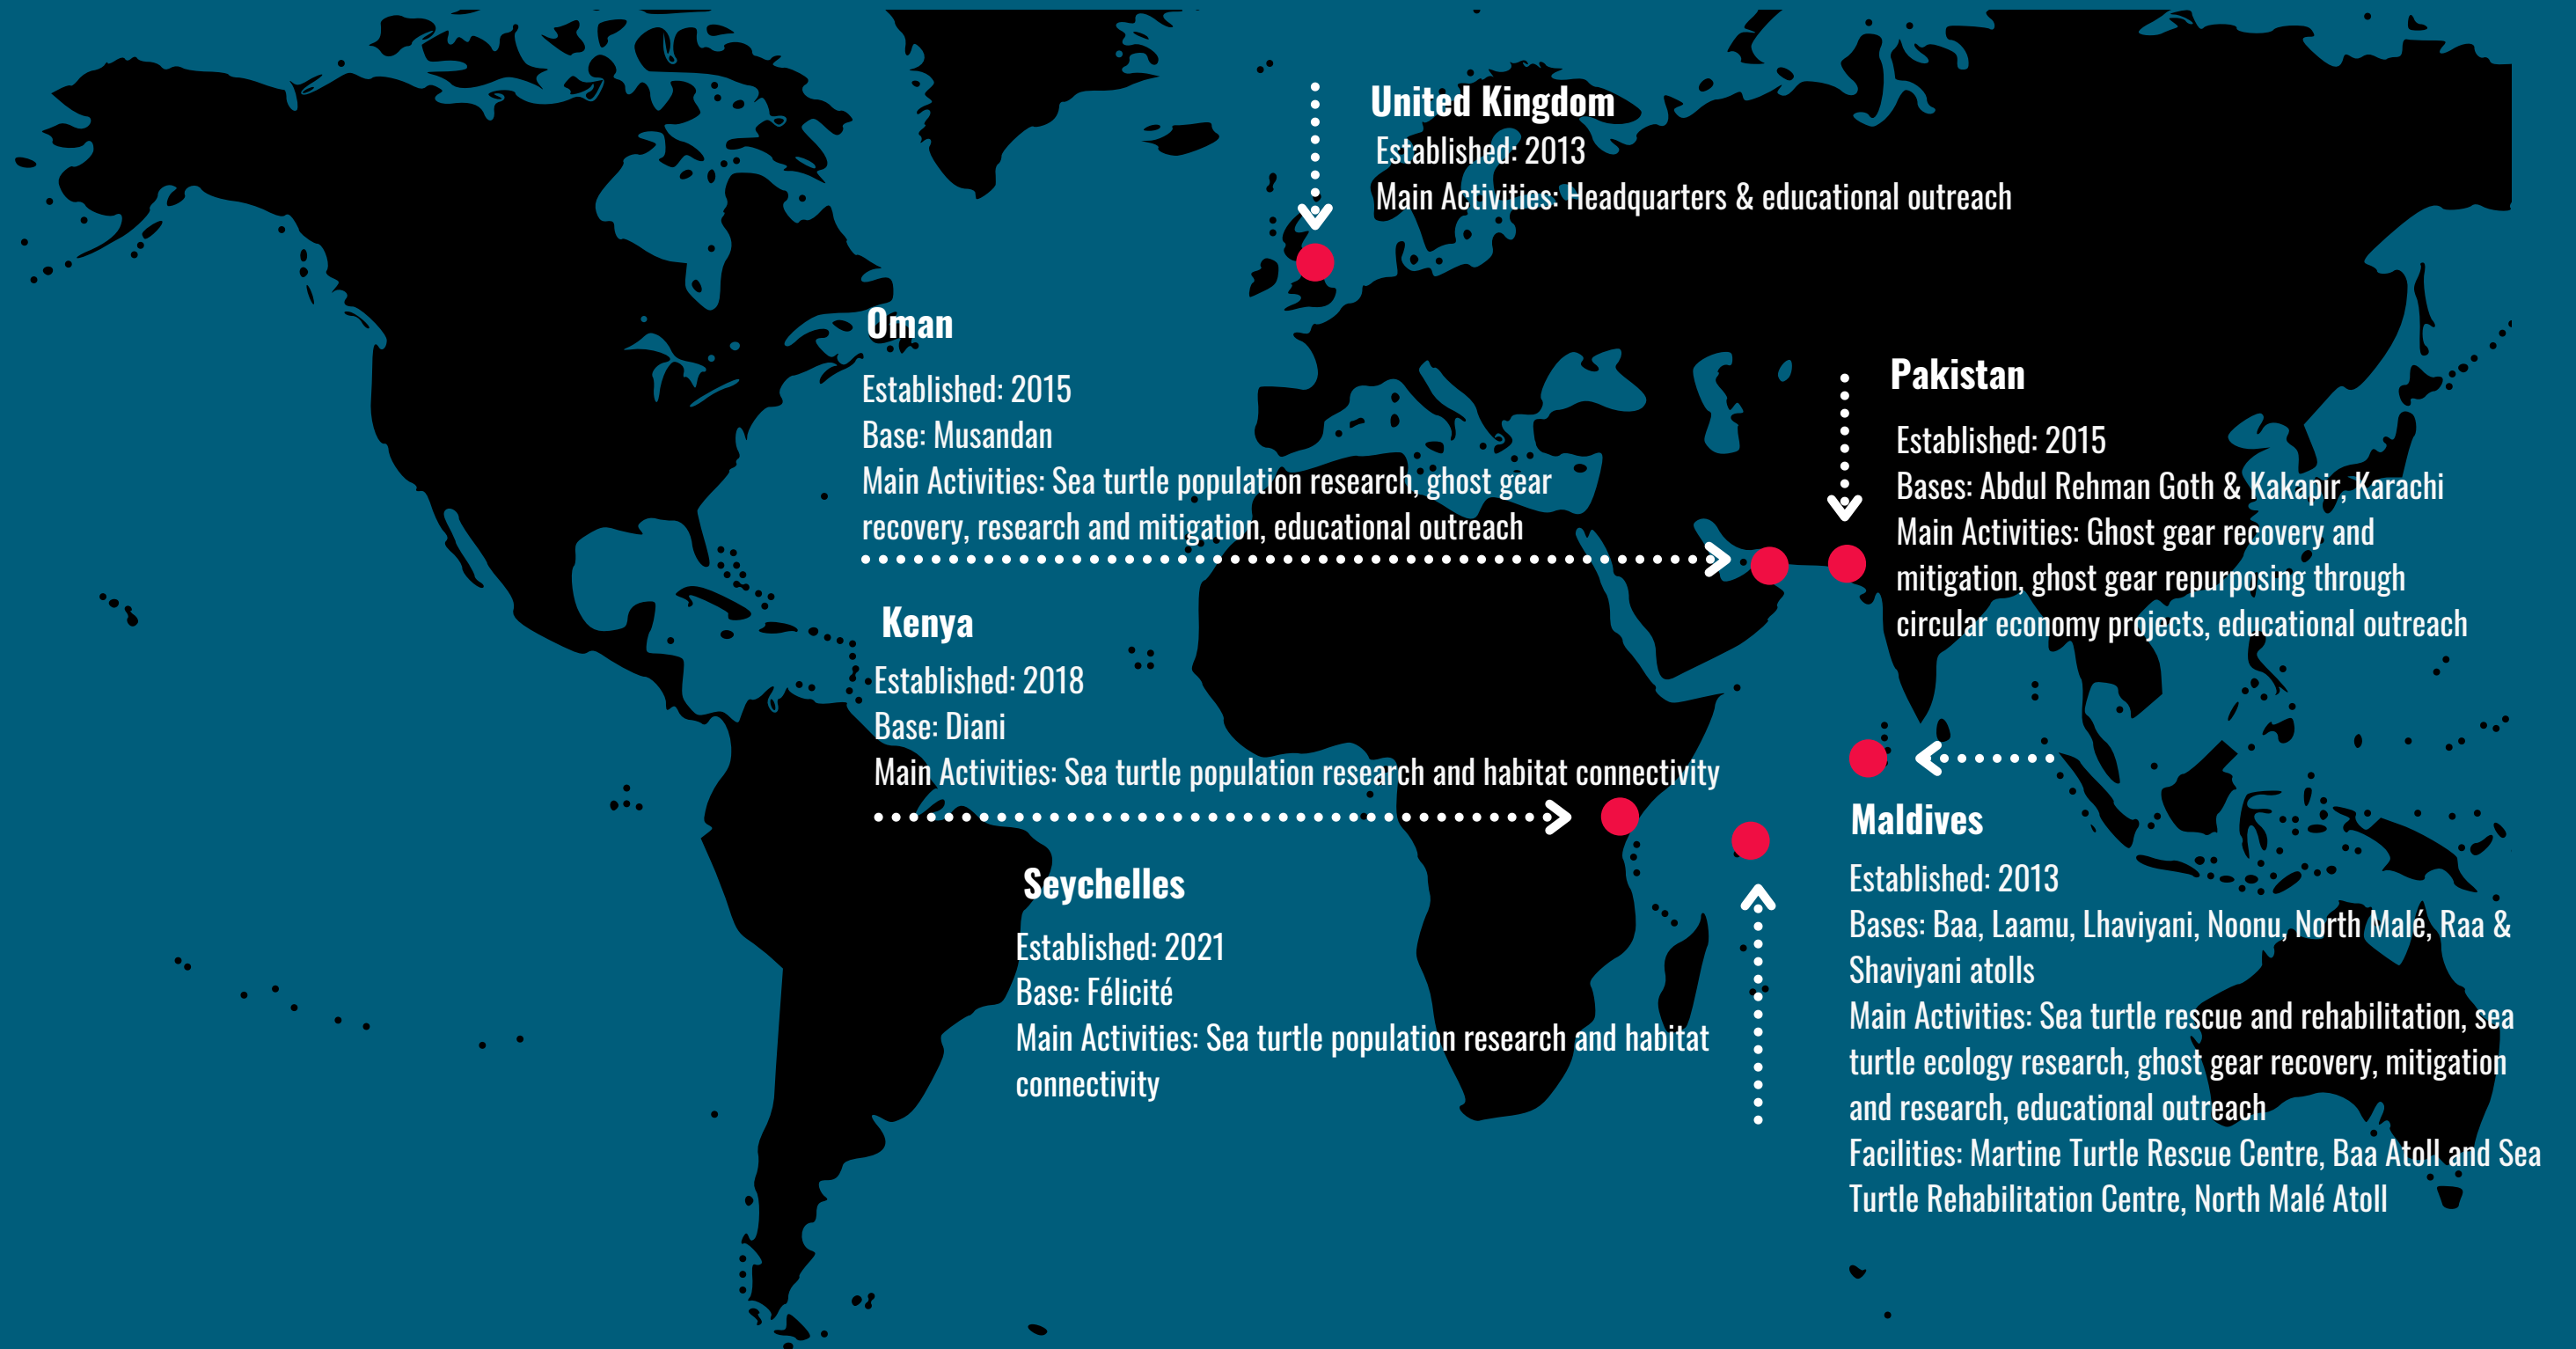 United Kingdom
Established: 2013
Main Activities: Headquarters & educational outreach
Oman
Established: 2015
Base: Musandan
Main Activities: Sea turtle population research, ghost gear
recovery, research and mitigation, educational outreach
Pakistan
Established: 2015
Bases: Abdul Rehman Goth & Kakapir, Karachi
Main Activities: Ghost gear recovery and
mitigation, ghost gear repurposing through
circular economy projects, educational outreach
Kenya
Established: 2018
Base: Diani
Main Activities: Sea turtle population research and habitat connectivity
Seychelles
Established: 2021
Base: Félicité
Main Activities: Sea turtle population research and habitat
connectivity
Maldives
Established: 2013
Bases: Baa, Laamu, Lhaviyani, Noonu, North Malé, Raa &
Shaviyani atolls
Main Activities: Sea turtle rescue and rehabilitation, sea
turtle ecology research, ghost gear recovery, mitigation
and research, educational outreach
Facilities: Martine Turtle Rescue Centre, Baa Atoll and Sea
Turtle Rehabilitation Centre, North Malé Atoll